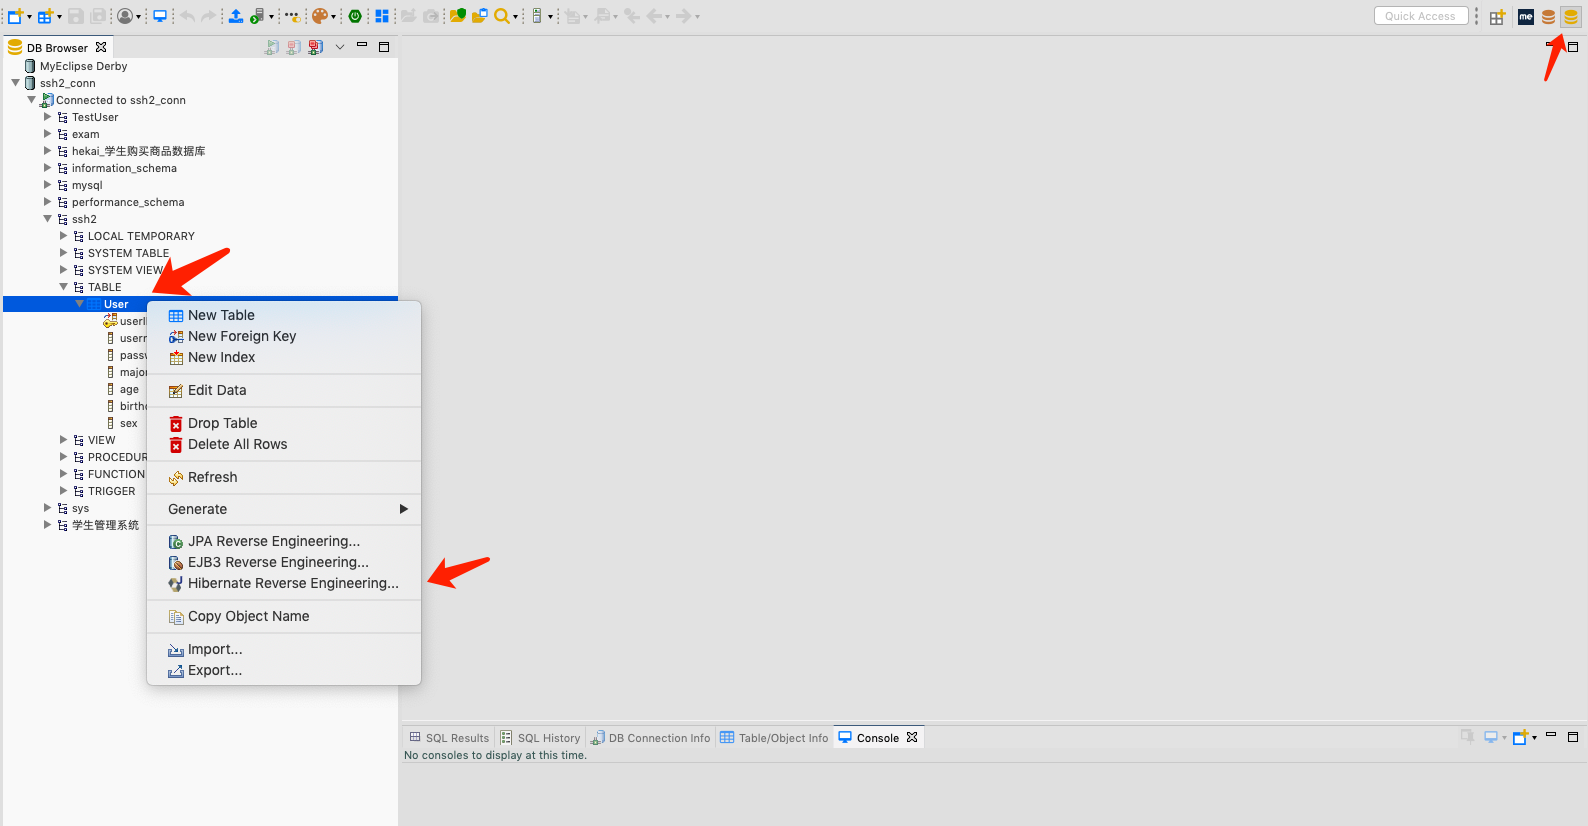 Quick Access
me
DB Browser
MyEclipse Derby
ssh2_conn
Connected to ssh2_conn
TestUser
exam
hekai_学生购买商品数据库
information_schema
mysql
performance_schema
ssh2
LOCAL TEMPORARY
SYSTEM TABLE
SYSTEM VIEW
TABLE
User
age
sex
VIEW
PROCEDUR
FUNCTION
TRIGGER
sys
学生管理系统
New Table
New Foreign Key
New Index
Edit Data
Drop Table
Delete All Rows
Refresh
Generate
JPA Reverse Engineering...
EJB3 Reverse Engineering...
Hibernate Reverse Engineering...
Copy Object Name
Import...
Export...
SQL Results
SQL History
DB Connection Info
Table/Object Info
Console
No consoles to display at this time.